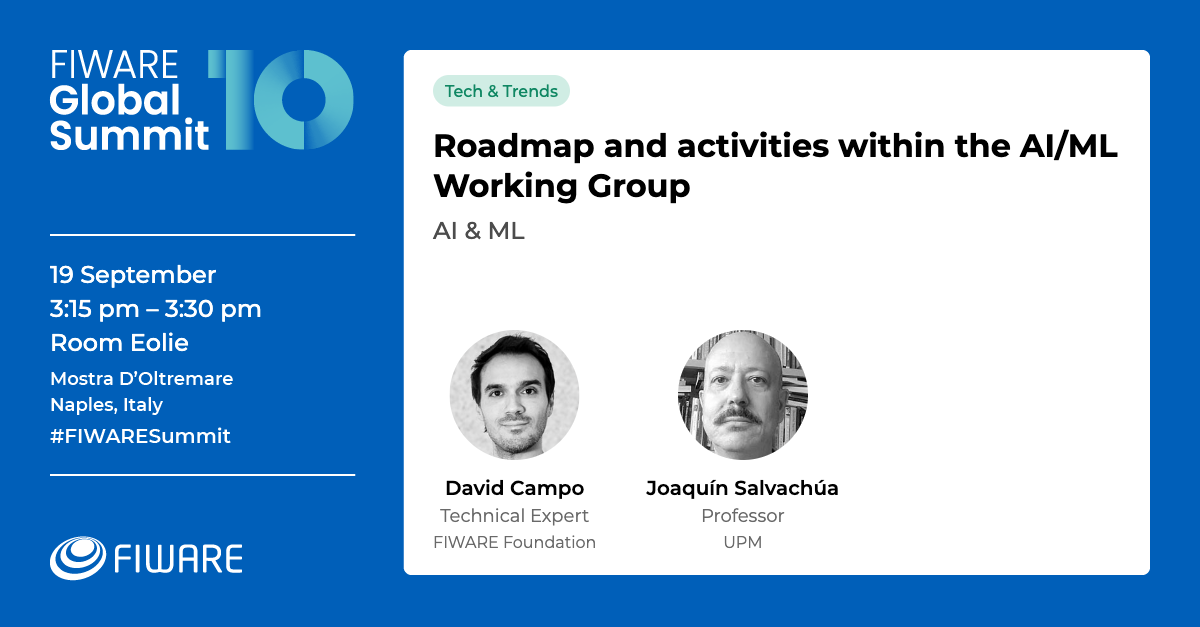 FIWARE
Global
Summit
10
19 September
3:15 pm – 3:30 pm
Room Eolie
Mostra D’Oltremare
Naples, Italy
#FIWARESummit
FIWARE
Tech & Trends
Roadmap and activities within the AI/ML
Working Group
AI & ML
David Campo
Technical Expert
FIWARE Foundation
Joaquín Salvachúa
Professor
UPM